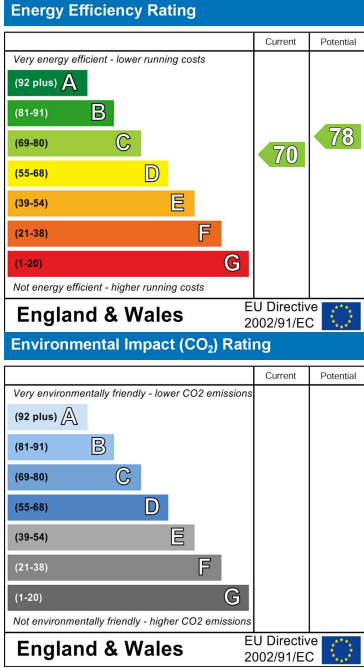 Energy Efficiency Rating
Current Potential
Very energy efficient - lower running costs
(92 plus) A
(81-91) B
(69-80) C
(55-68) D
(39-54) E
(21-38) F
(1-20) G
70
78
Not energy efficient - higher running costs
England & Wales
EU Directive
2002/91/EC
Environmental Impact (CO₂) Rating
Current Potential
Very environmentally friendly - lower CO2 emissions
(92 plus) A
(81-91) B
(69-80) C
(55-68) D
(39-54) E
(21-38) F
(1-20) G
Not environmentally friendly - higher CO2 emissions
England & Wales
EU Directive
2002/91/EC